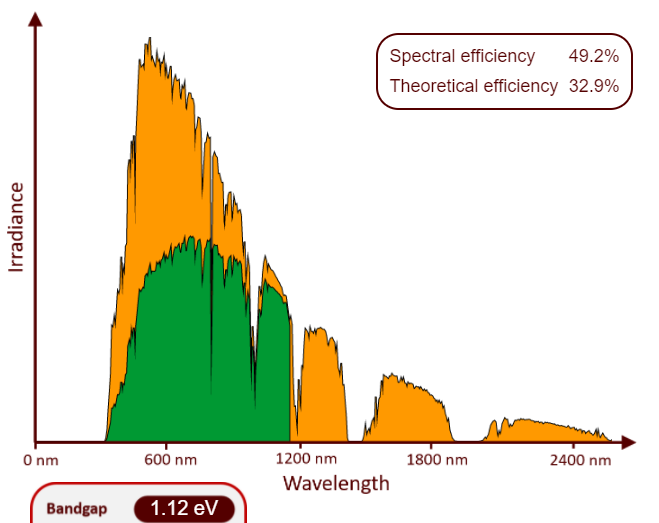 Spectral efficiency 49.2%
Theoretical efficiency 32.9%
Irradiance
0 nm 600 nm 1200 nm 1800 nm 2400 nm
Wavelength
Bandgap 1.12 eV